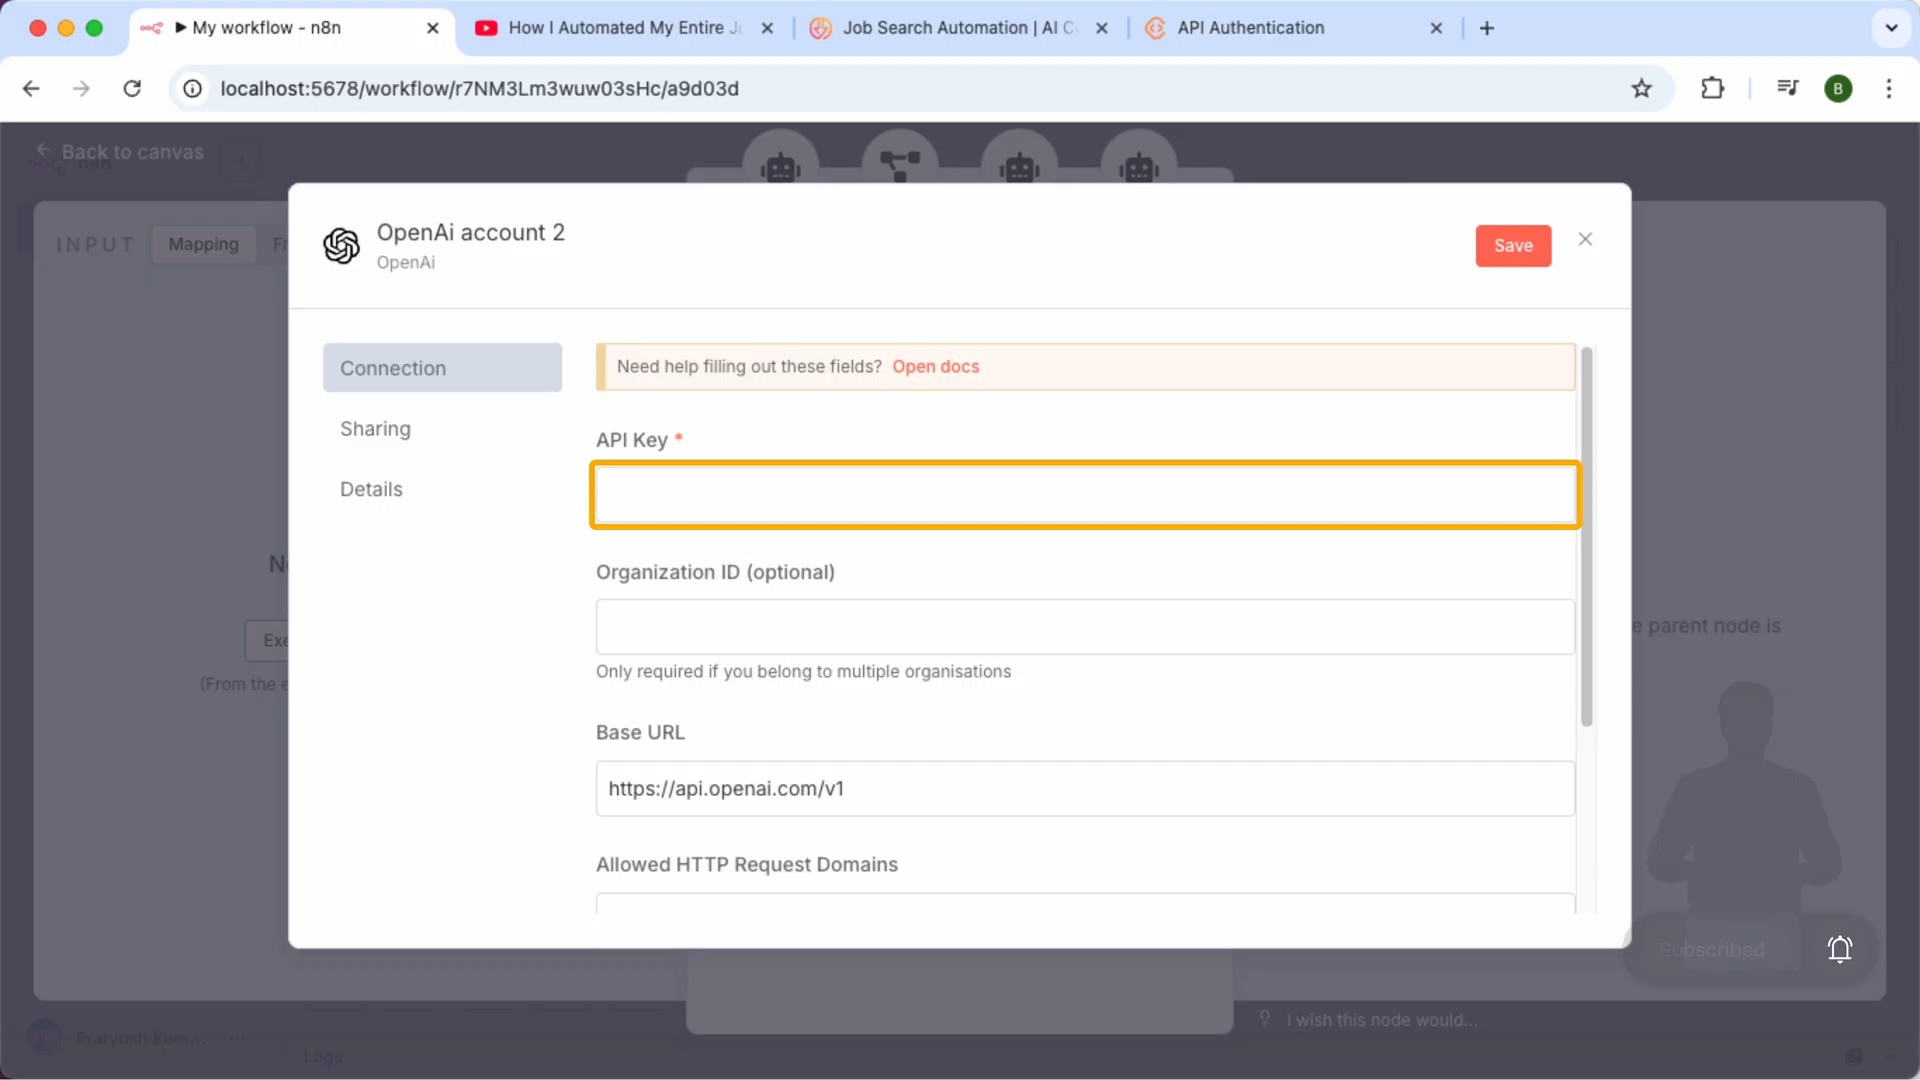 My workflow - n8n
How I Automated My Entire J
Job Search Automation | AI C
API Authentication
localhost:5678/workflow/r7NM3Lm3wuw03sHc/a9d03d
B
Back to canvas
n8n
INPUT
Mapping
Fr
OpenAi account 2
OpenAi
Save
Connection
Sharing
Details
Need help filling out these fields? Open docs
API Key *
Organization ID (optional)
Only required if you belong to multiple organisations
Base URL
https://api.openai.com/v1
Allowed HTTP Request Domains
Exe
(From the e
e parent node is
Subscribed
I wish this node would...
Pratyush Kum...
Logs